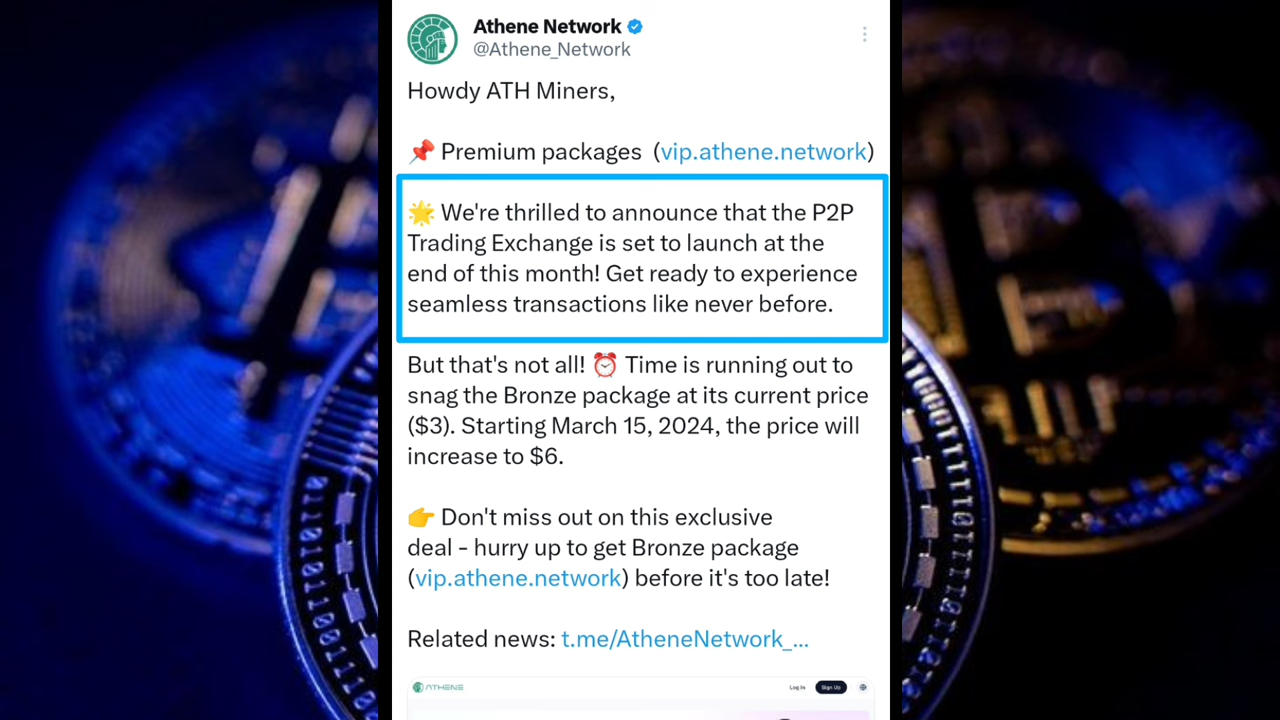 Athene Network
@Athene_Network
Howdy ATH Miners,
📌 Premium packages (vip.athene.network)
🌟 We're thrilled to announce that the P2P
Trading Exchange is set to launch at the
end of this month! Get ready to experience
seamless transactions like never before.
But that's not all! ⏰ Time is running out to
snag the Bronze package at its current price
($3). Starting March 15, 2024, the price will
increase to $6.
👉 Don't miss out on this exclusive
deal - hurry up to get Bronze package
(vip.athene.network) before it's too late!
Related news: t.me/AtheneNetwork_...
ATHENE Log In Sign Up